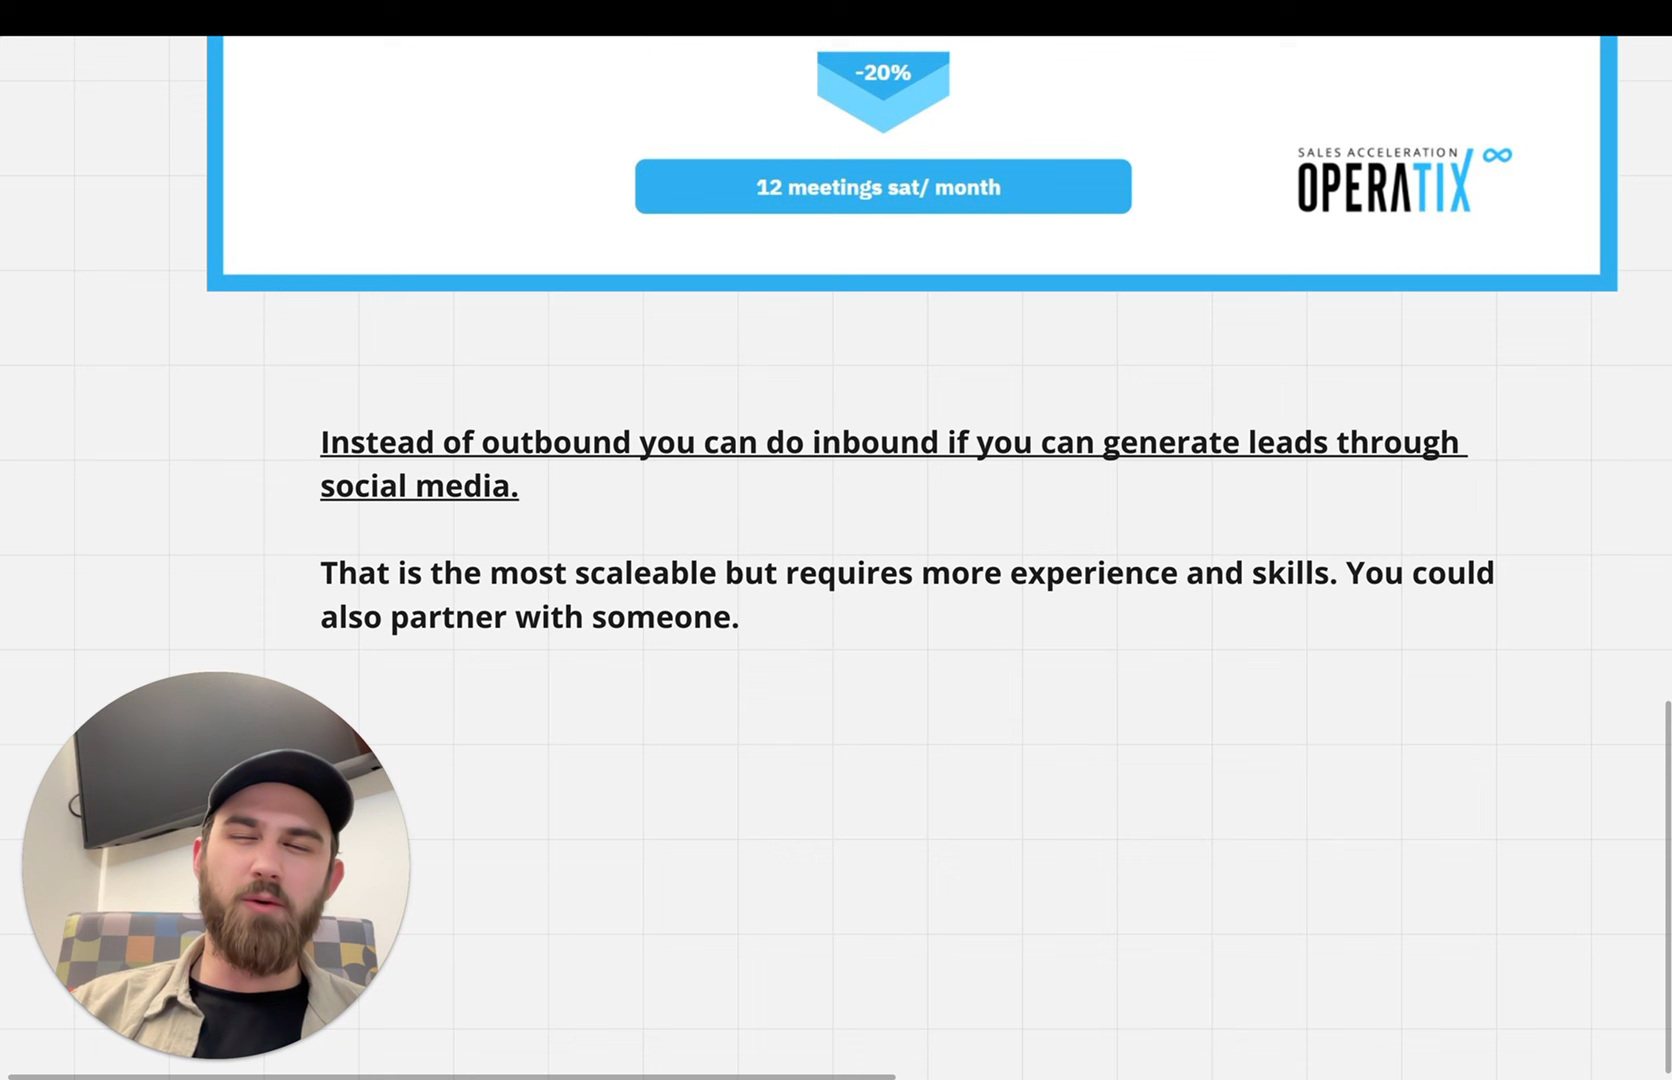 -20%
12 meetings sat/ month
SALES ACCELERATION
OPERATIX
Instead of outbound you can do inbound if you can generate leads through
social media.
That is the most scaleable but requires more experience and skills. You could
also partner with someone.